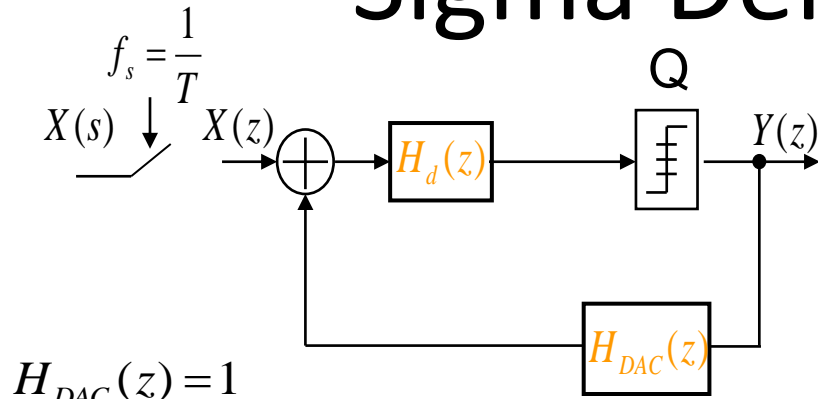 Sigma Del
f_s = 1/T
Q
X(s) X(z) H_d(z) Y(z)
H_DAC(z)
H_DAC(z) = 1